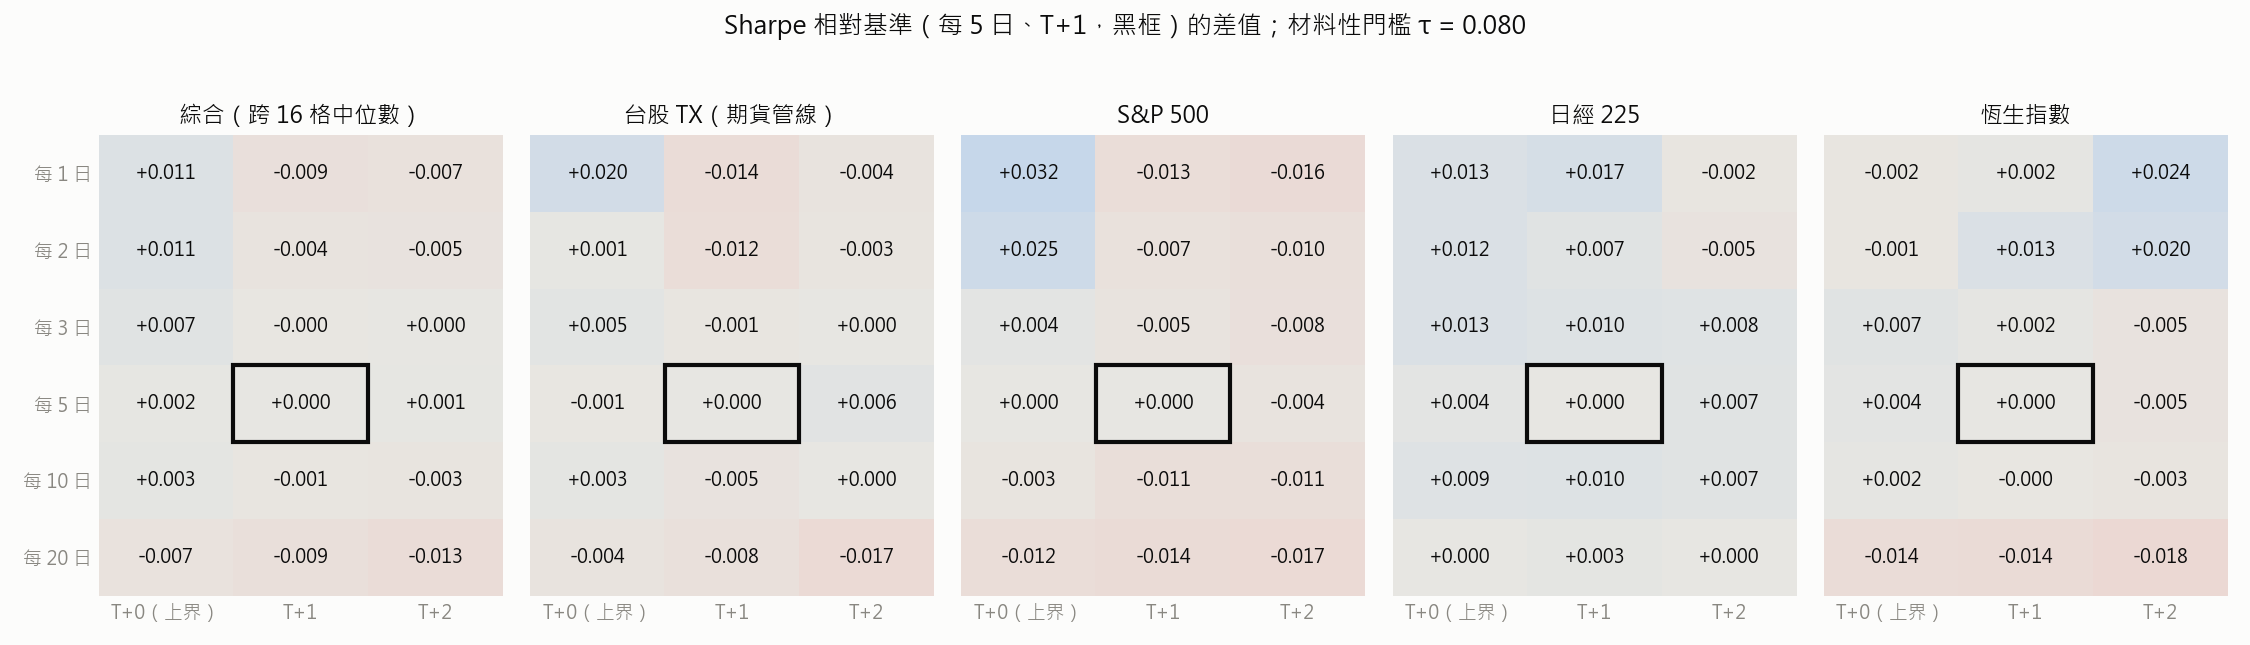 Sharpe 相對基準（每 5 日、T+1，黑框）的差值；材料性門檻 τ = 0.080
綜合（跨 16 格中位數） 台股 TX（期貨管線） S&P 500 日經 225 恆生指數
每 1 日 +0.011 -0.009 -0.007 +0.020 -0.014 -0.004 +0.032 -0.013 -0.016 +0.013 +0.017 -0.002 -0.002 +0.002 +0.024
每 2 日 +0.011 -0.004 -0.005 +0.001 -0.012 -0.003 +0.025 -0.007 -0.010 +0.012 +0.007 -0.005 -0.001 +0.013 +0.020
每 3 日 +0.007 -0.000 +0.000 +0.005 -0.001 +0.000 +0.004 -0.005 -0.008 +0.013 +0.010 +0.008 +0.007 +0.002 -0.005
每 5 日 +0.002 +0.000 +0.001 -0.001 +0.000 +0.006 +0.000 +0.000 -0.004 +0.004 +0.000 +0.007 +0.004 +0.000 -0.005
每 10 日 +0.003 -0.001 -0.003 +0.003 -0.005 +0.000 -0.003 -0.011 -0.011 +0.009 +0.010 +0.007 +0.002 -0.000 -0.003
每 20 日 -0.007 -0.009 -0.013 -0.004 -0.008 -0.017 -0.012 -0.014 -0.017 +0.000 +0.003 +0.000 -0.014 -0.014 -0.018
T+0（上界） T+1 T+2 T+0（上界） T+1 T+2 T+0（上界） T+1 T+2 T+0（上界） T+1 T+2 T+0（上界） T+1 T+2